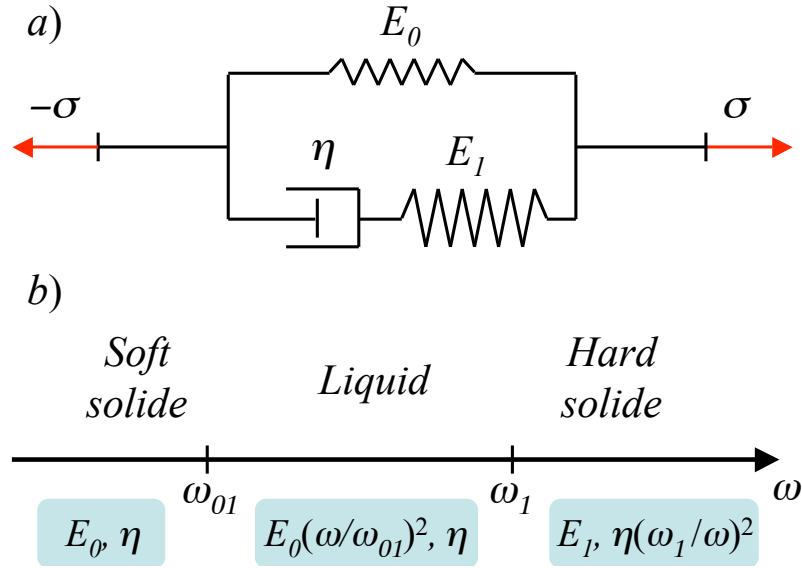 a)
E₀
−σ
σ
η
E₁
b)
Soft
solide
Liquid
Hard
solide
ω₀₁
ω₁
ω
E₀, η
E₀(ω/ω₀₁)², η
E₁, η(ω₁/ω)²